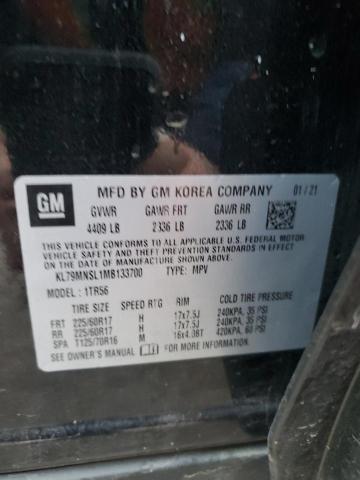 GM
MFD BY GM KOREA COMPANY 01/21
GVWR GAWR FRT GAWR RR
4409 LB 2336 LB 2336 LB
THIS VEHICLE CONFORMS TO ALL APPLICABLE U.S. FEDERAL MOTOR
VEHICLE SAFETY, BUMPER, AND THEFT PREVENTION STANDARDS IN
EFFECT ON THE DATE OF MANUFACTURE SHOWN ABOVE.
KL79MNSL1MB133700 TYPE: MPV
MODEL: 1TR56
TIRE SIZE SPEED RTG RIM COLD TIRE PRESSURE
FRT 225/60R17 H 17x7.5J 240KPA, 35 PSI
RR 225/60R17 H 17x7.5J 240KPA, 35 PSI
SPA T125/70R16 M 16x4.0BT 420KPA, 60 PSI
SEE OWNER'S MANUAL FOR MORE INFORMATION.